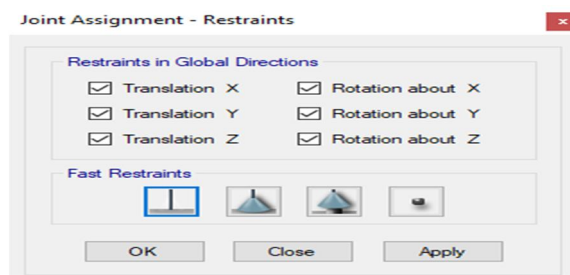 Joint Assignment - Restraints
Restraints in Global Directions
Translation X Rotation about X
Translation Y Rotation about Y
Translation Z Rotation about Z
Fast Restraints
OK Close Apply